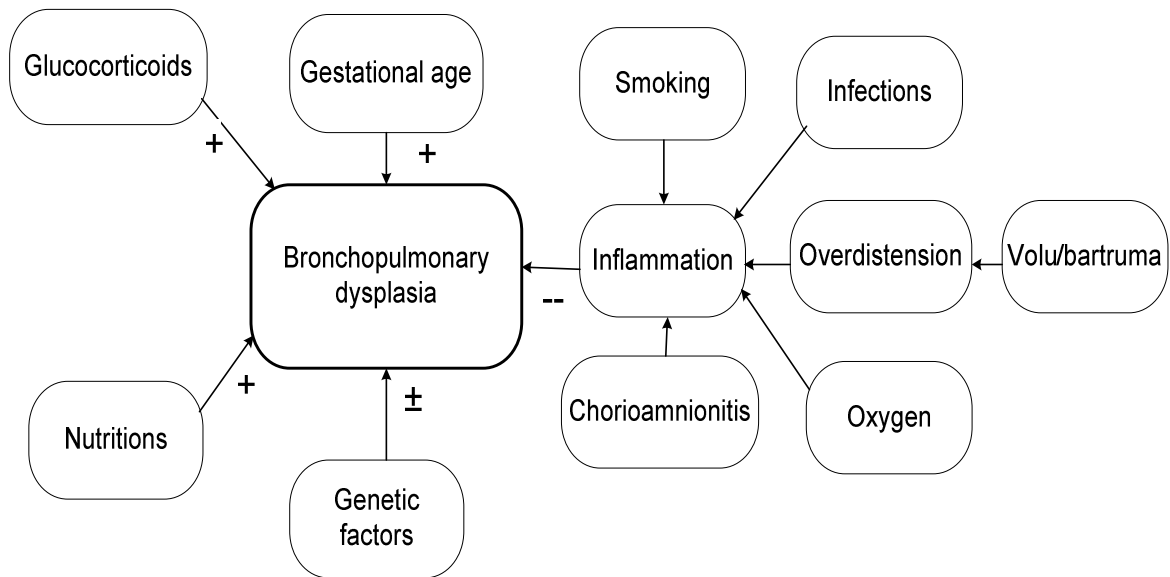 Glucocorticoids
Gestational age
Smoking
Infections
+
+
Bronchopulmonary
dysplasia
Inflammation
Overdistension
Volu/bartruma
--
+
±
Nutritions
Chorioamnionitis
Oxygen
Genetic
factors